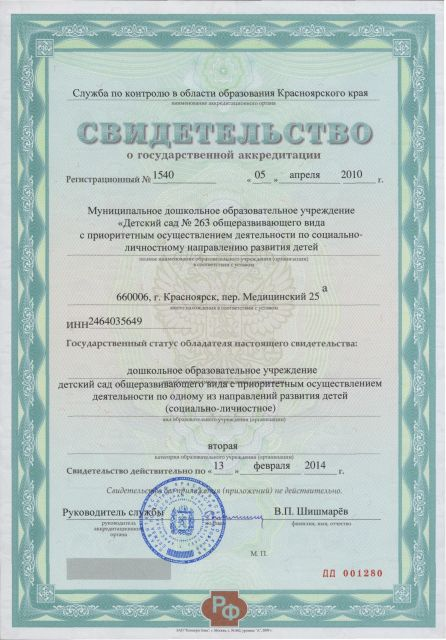 Служба по контролю в области образования Красноярского края
наименование аккредитационного органа
СВИДЕТЕЛЬСТВО
о государственной аккредитации
Регистрационный № 1540 « 05 » апреля 2010 г.
Муниципальное дошкольное образовательное учреждение
«Детский сад № 263 общеразвивающего вида
с приоритетным осуществлением деятельности по социально-
личностному направлению развития детей
полное наименование образовательного учреждения (организации)
в соответствии с уставом
660006, г. Красноярск, пер. Медицинский 25 а
место нахождения в соответствии с уставом
ИНН 2464035649
Государственный статус обладателя настоящего свидетельства:
дошкольное образовательное учреждение
детский сад общеразвивающего вида с приоритетным осуществлением
деятельности по одному из направлений развития детей
(социально-личностное)
вид образовательного учреждения (организации)
вторая
категория образовательного учреждения (организации)
Свидетельство действительно по « 13 » февраля 2014 г.
Свидетельство без приложения (приложений) не действительно.
Руководитель службы В.П. Шишмарёв
руководитель
аккредитационного
органа
подпись
фамилия, имя, отчество
М. П.
ДД 001280
РФ